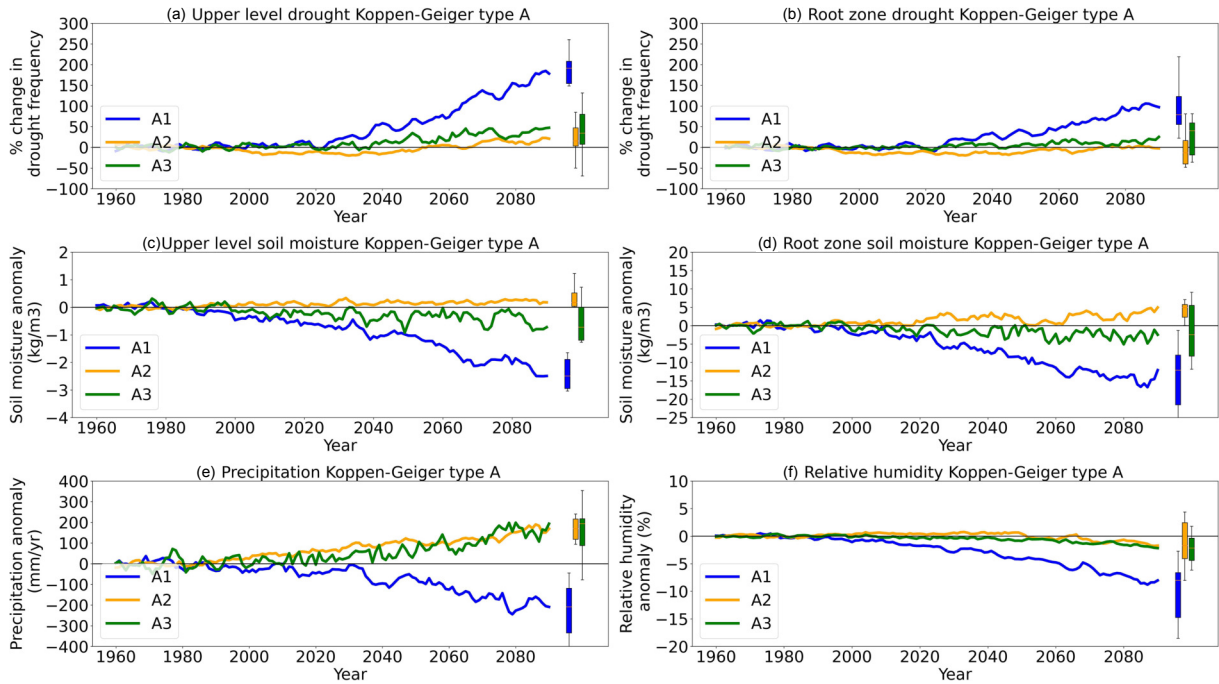 (a) Upper level drought Koppen-Geiger type A
% change in
drought frequency
300
250
200
150
100
50
0
−50
−100
A1
A2
A3
1960 1980 2000 2020 2040 2060 2080
Year
(b) Root zone drought Koppen-Geiger type A
% change in
drought frequency
300
250
200
150
100
50
0
−50
−100
A1
A2
A3
1960 1980 2000 2020 2040 2060 2080
Year
(c)Upper level soil moisture Koppen-Geiger type A
Soil moisture anomaly
(kg/m3)
2
1
0
−1
−2
−3
−4
A1
A2
A3
1960 1980 2000 2020 2040 2060 2080
Year
(d) Root zone soil moisture Koppen-Geiger type A
Soil moisture anomaly
(kg/m3)
20
15
10
5
0
−5
−10
−15
−20
−25
A1
A2
A3
1960 1980 2000 2020 2040 2060 2080
Year
(e) Precipitation Koppen-Geiger type A
Precipitation anomaly
(mm/yr)
400
300
200
100
0
−100
−200
−300
−400
A1
A2
A3
1960 1980 2000 2020 2040 2060 2080
Year
(f) Relative humidity Koppen-Geiger type A
Relative humidity
anomaly (%)
10
5
0
−5
−10
−15
−20
A1
A2
A3
1960 1980 2000 2020 2040 2060 2080
Year